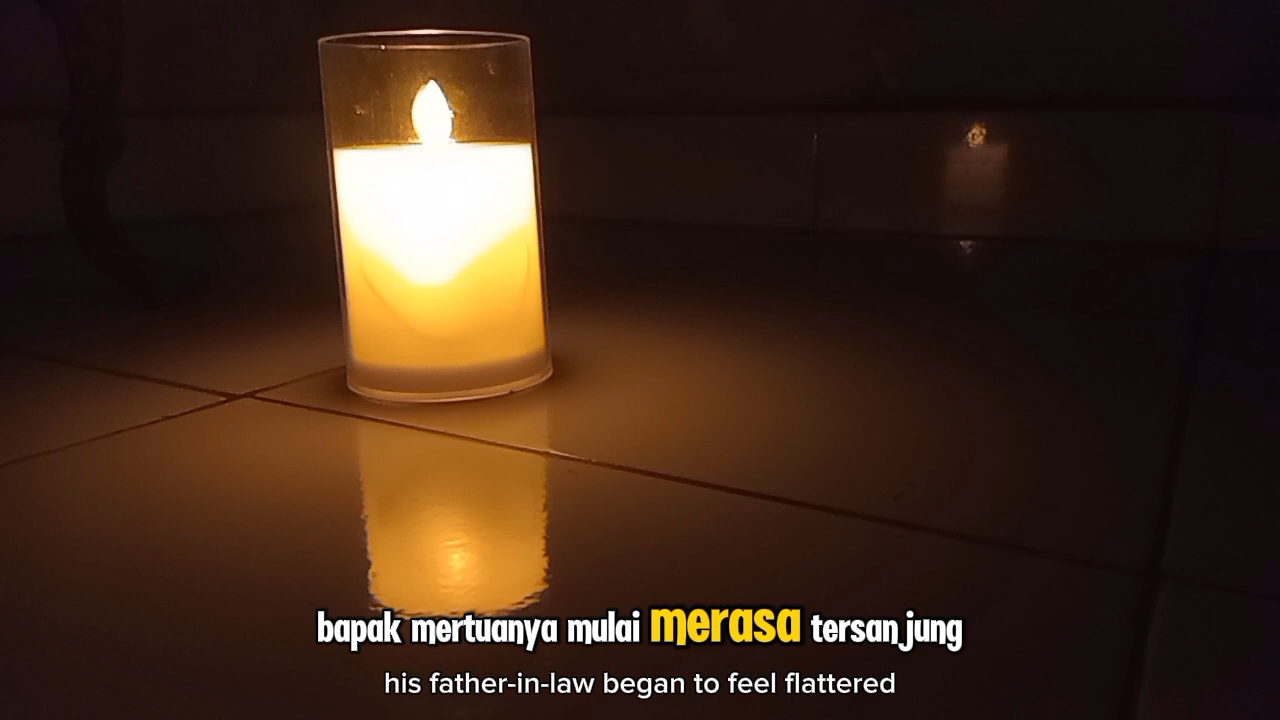 bapak mertuanya mulai merasa tersanjung
his father-in-law began to feel flattered